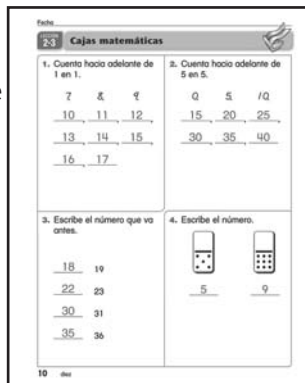 Fecha
LECCIÓN
2∙3 Cajas matemáticas
1. Cuenta hacia adelante de
1 en 1.
7, 8, 9,
10, 11, 12,
13, 14, 15,
16, 17
2. Cuenta hacia adelante de
5 en 5.
0, 5, 10,
15, 20, 25,
30, 35, 40
3. Escribe el número que va
antes.
18 19
22 23
30 31
35 36
4. Escribe el número.
5 9
10 diez